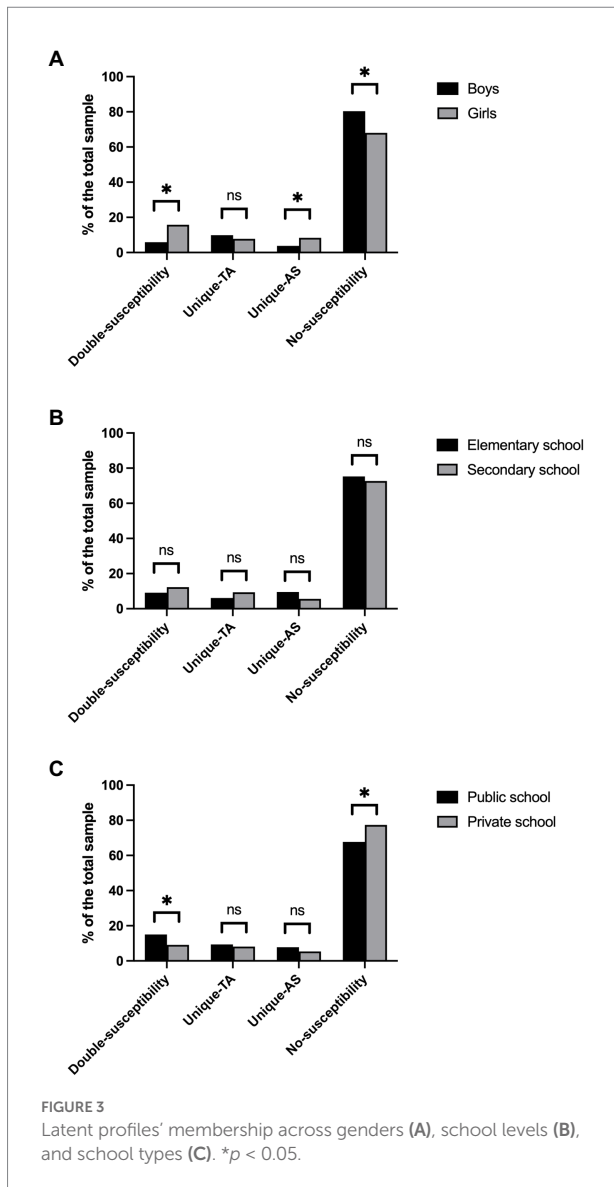 A
*
Boys
Girls
% of the total sample
100
80
60
40
20
0
*
ns
*
Double-susceptibility
Unique-TA
Unique-AS
No-susceptibility
B
ns
Elementary school
Secondary school
% of the total sample
100
80
60
40
20
0
ns
ns
ns
Double-susceptibility
Unique-TA
Unique-AS
No-susceptibility
C
*
Public school
Private school
% of the total sample
100
80
60
40
20
0
*
ns
ns
Double-susceptibility
Unique-TA
Unique-AS
No-susceptibility
FIGURE 3
Latent profiles’ membership across genders (A), school levels (B),
and school types (C). *p < 0.05.